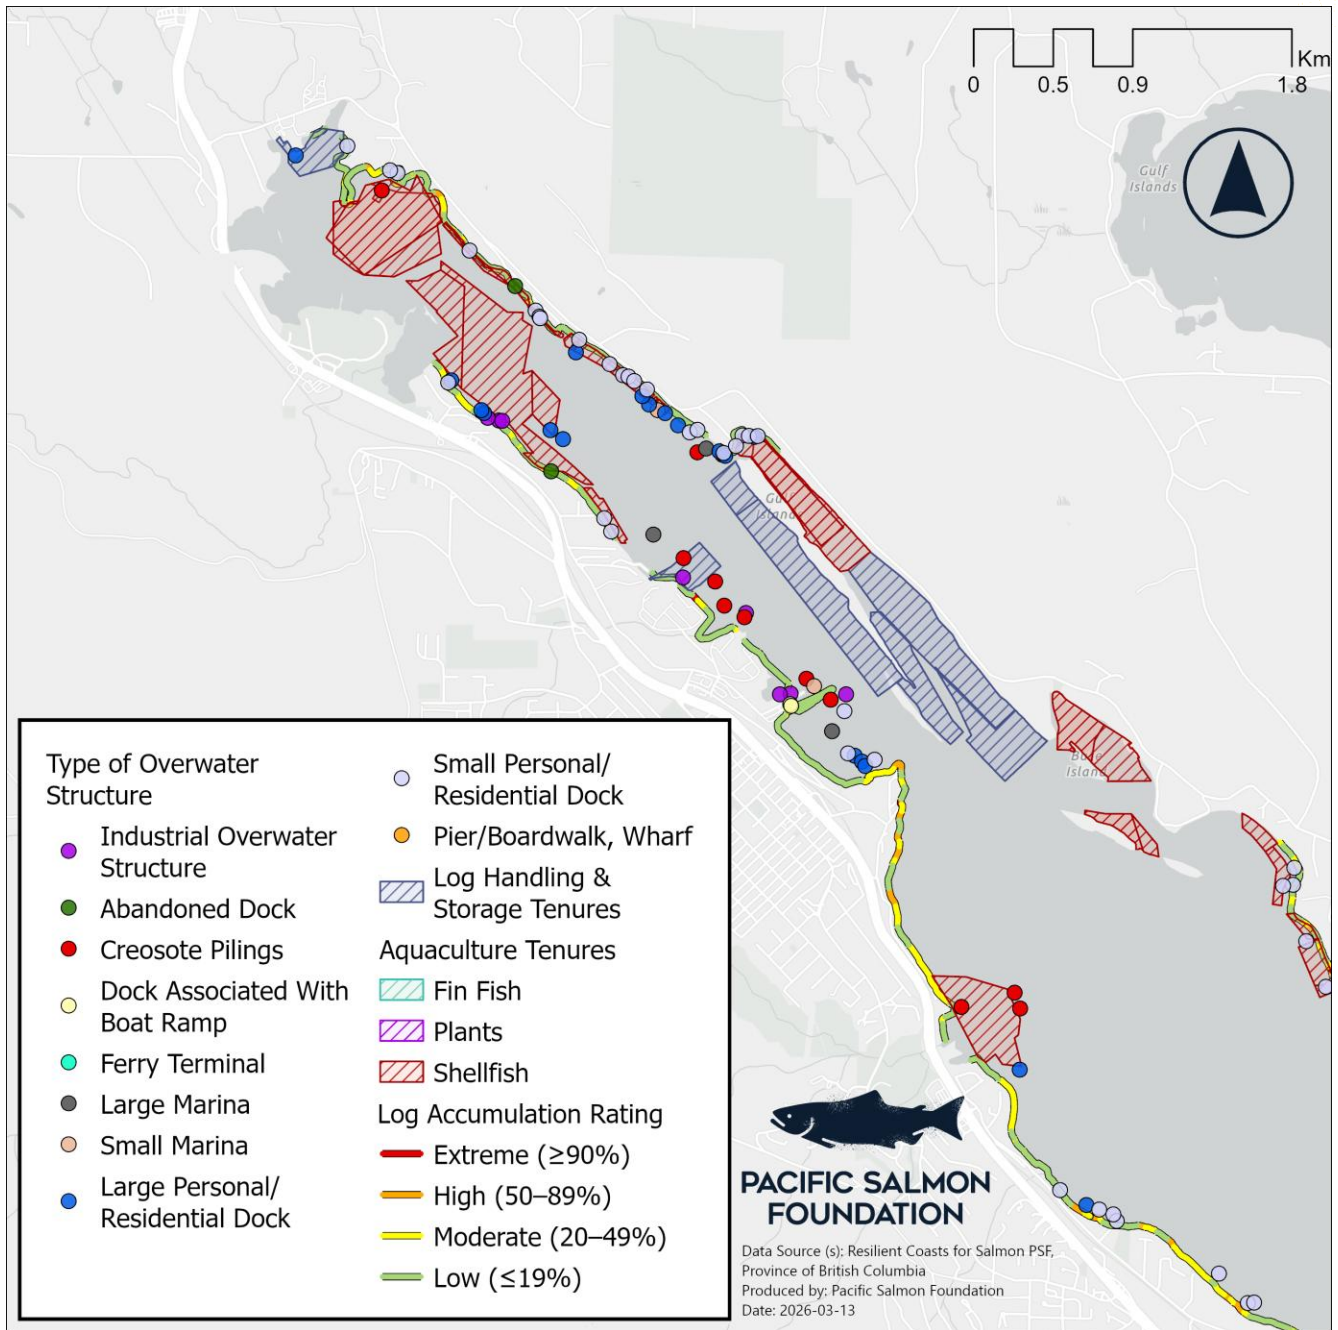 Km
0 0.5 0.9 1.8
Gulf
Islands
Gulf
Islands
Island
Type of Overwater
Structure
Industrial Overwater
Structure
Abandoned Dock
Creosote Pilings
Dock Associated With
Boat Ramp
Ferry Terminal
Large Marina
Small Marina
Large Personal/
Residential Dock
Small Personal/
Residential Dock
Pier/Boardwalk, Wharf
Log Handling &
Storage Tenures
Aquaculture Tenures
Fin Fish
Plants
Shellfish
Log Accumulation Rating
Extreme (≥90%)
High (50–89%)
Moderate (20–49%)
Low (≤19%)
PACIFIC SALMON
FOUNDATION
Data Source (s): Resilient Coasts for Salmon PSF,
Province of British Columbia
Produced by: Pacific Salmon Foundation
Date: 2026-03-13